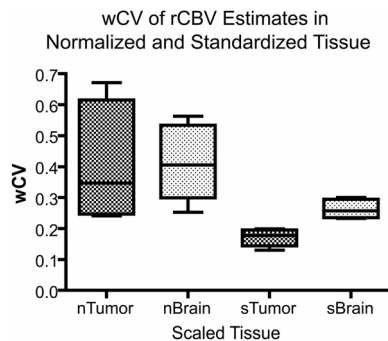 wCV of rCBV Estimates in
Normalized and Standardized Tissue
wCV
0.7
0.6
0.5
0.4
0.3
0.2
0.1
0.0
nTumor nBrain sTumor sBrain
Scaled Tissue